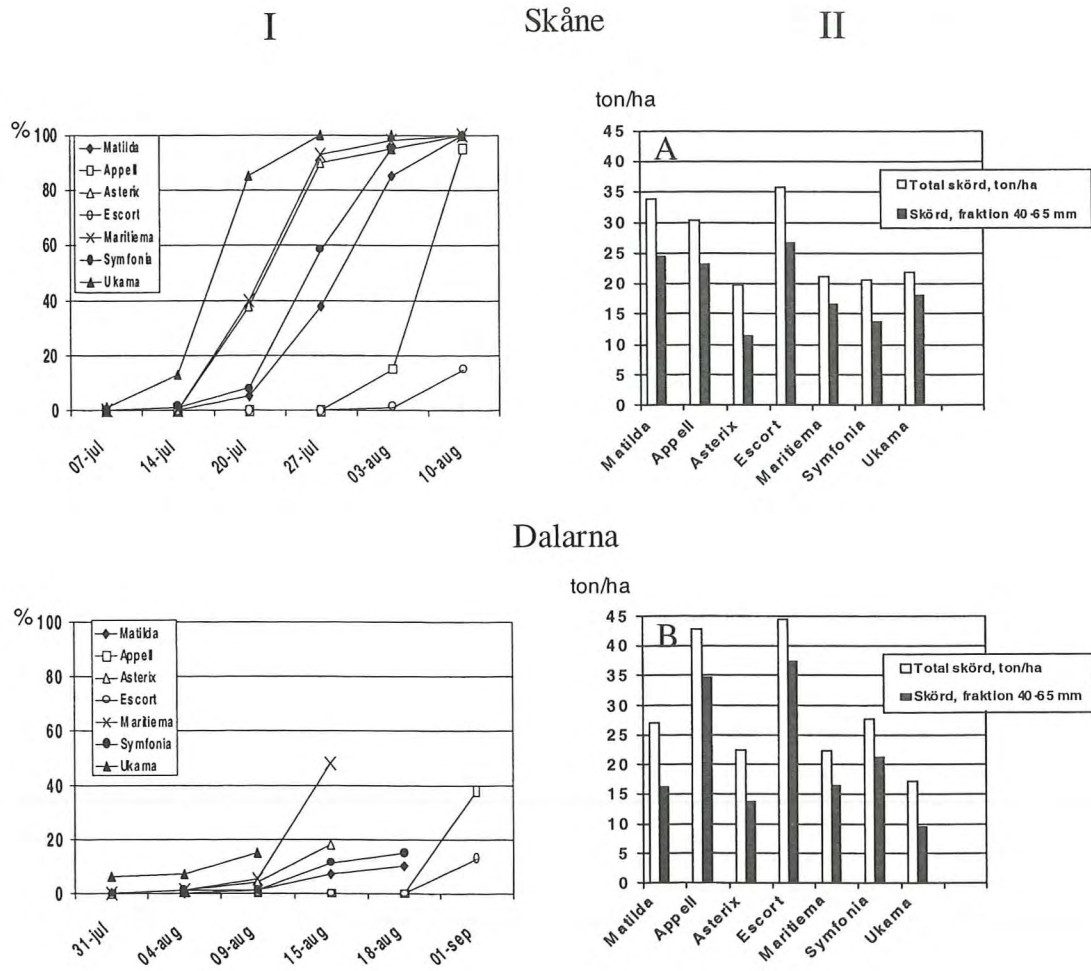 I
Skåne
II
%
100
80
60
40
20
0
Matilda
Appell
Asterix
Escort
Maritiema
Symfonia
Ukama
07-jul
14-jul
20-jul
27-jul
03-aug
10-aug
ton/ha
A
45
40
35
30
25
20
15
10
5
0
Total skörd, ton/ha
Skörd, fraktion 40-65 mm
Matilda
Appell
Asterix
Escort
Maritiema
Symfonia
Ukama
Dalarna
%
100
80
60
40
20
0
Matilda
Appell
Asterix
Escort
Maritiema
Symfonia
Ukama
31-jul
04-aug
09-aug
15-aug
18-aug
01-sep
ton/ha
B
45
40
35
30
25
20
15
10
5
0
Total skörd, ton/ha
Skörd, fraktion 40-65 mm
Matilda
Appell
Asterix
Escort
Maritiema
Symfonia
Ukama